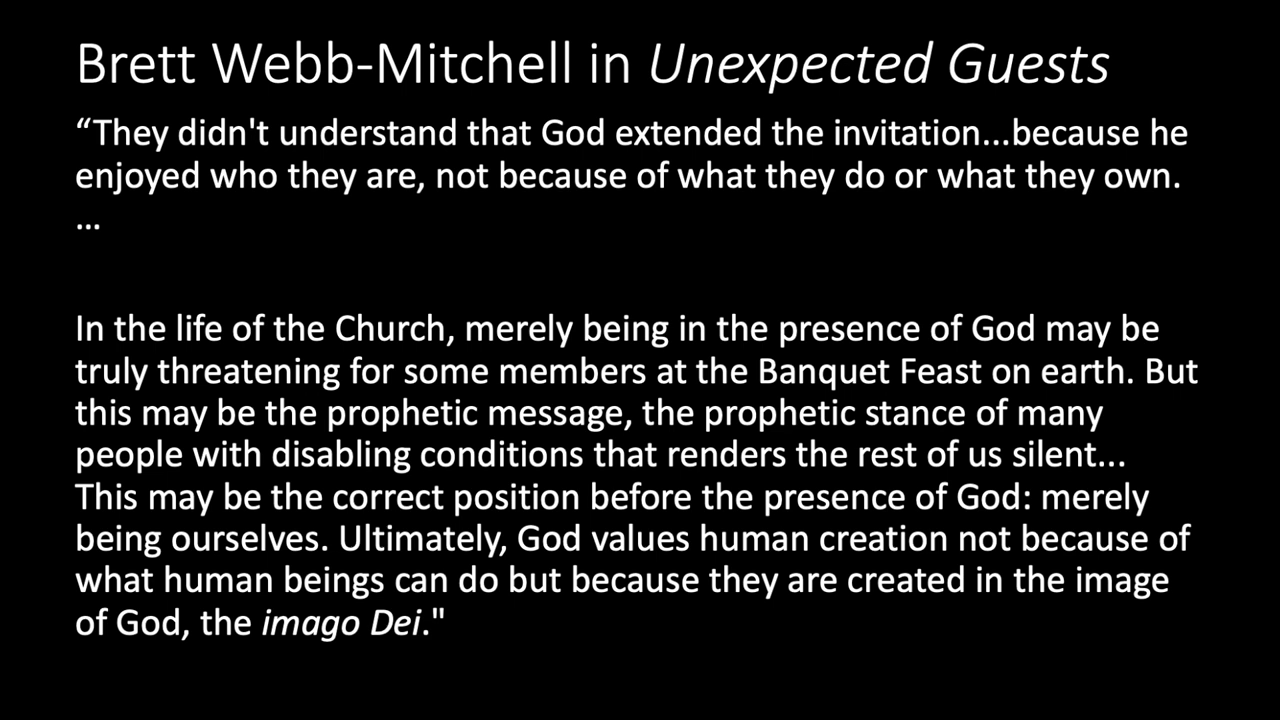 Brett Webb-Mitchell in Unexpected Guests
“They didn't understand that God extended the invitation...because he
enjoyed who they are, not because of what they do or what they own.
…
In the life of the Church, merely being in the presence of God may be
truly threatening for some members at the Banquet Feast on earth. But
this may be the prophetic message, the prophetic stance of many
people with disabling conditions that renders the rest of us silent...
This may be the correct position before the presence of God: merely
being ourselves. Ultimately, God values human creation not because of
what human beings can do but because they are created in the image
of God, the imago Dei."